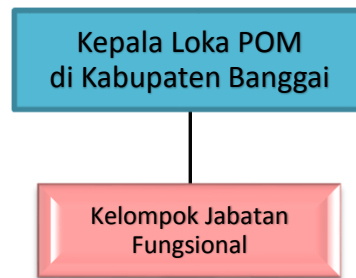 Kepala Loka POM
di Kabupaten Banggai
Kelompok Jabatan
Fungsional